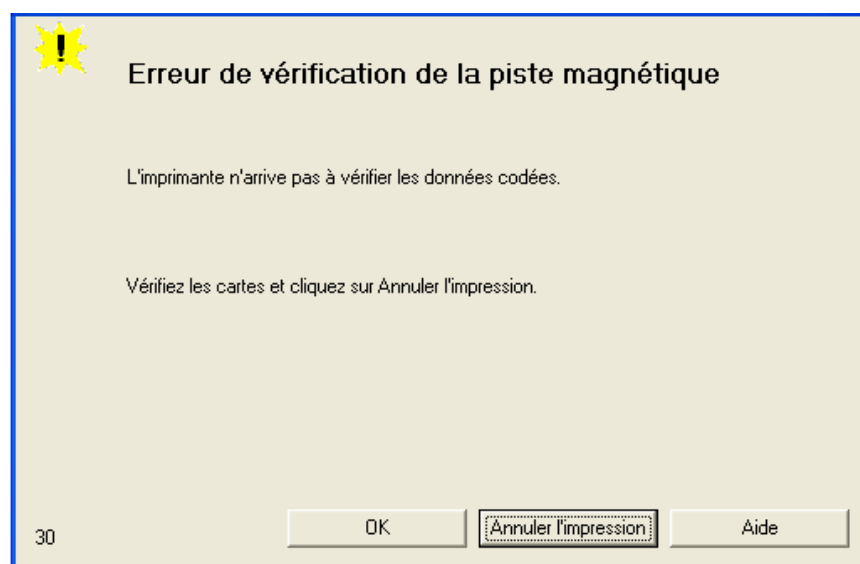 Erreur de vérification de la piste magnétique
L'imprimante n'arrive pas à vérifier les données codées.
Vérifiez les cartes et cliquez sur Annuler l'impression.
30
OK
Annuler l'impression
Aide